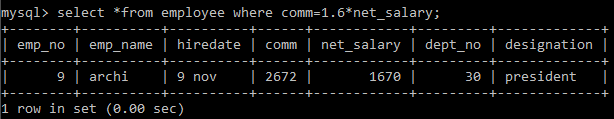 mysql> select *from employee where comm=1.6*net_salary;
+--------+----------+----------+------+------------+---------+-------------+
| emp_no | emp_name | hiredate | comm | net_salary | dept_no | designation |
+--------+----------+----------+------+------------+---------+-------------+
|      9 | archi    | 9 nov    | 2672 |       1670 |      30 | president   |
+--------+----------+----------+------+------------+---------+-------------+
1 row in set (0.00 sec)